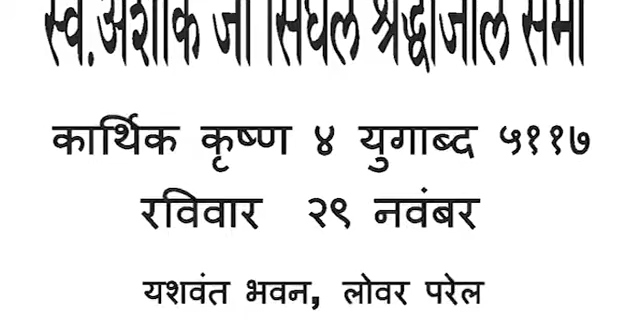 स्व.अशोक जी सिंघल श्रद्धांजलि सभा
कार्थिक कृष्ण ४ युगाब्द ५११७
रविवार २९ नवंबर
यशवंत भवन, लोवर परेल